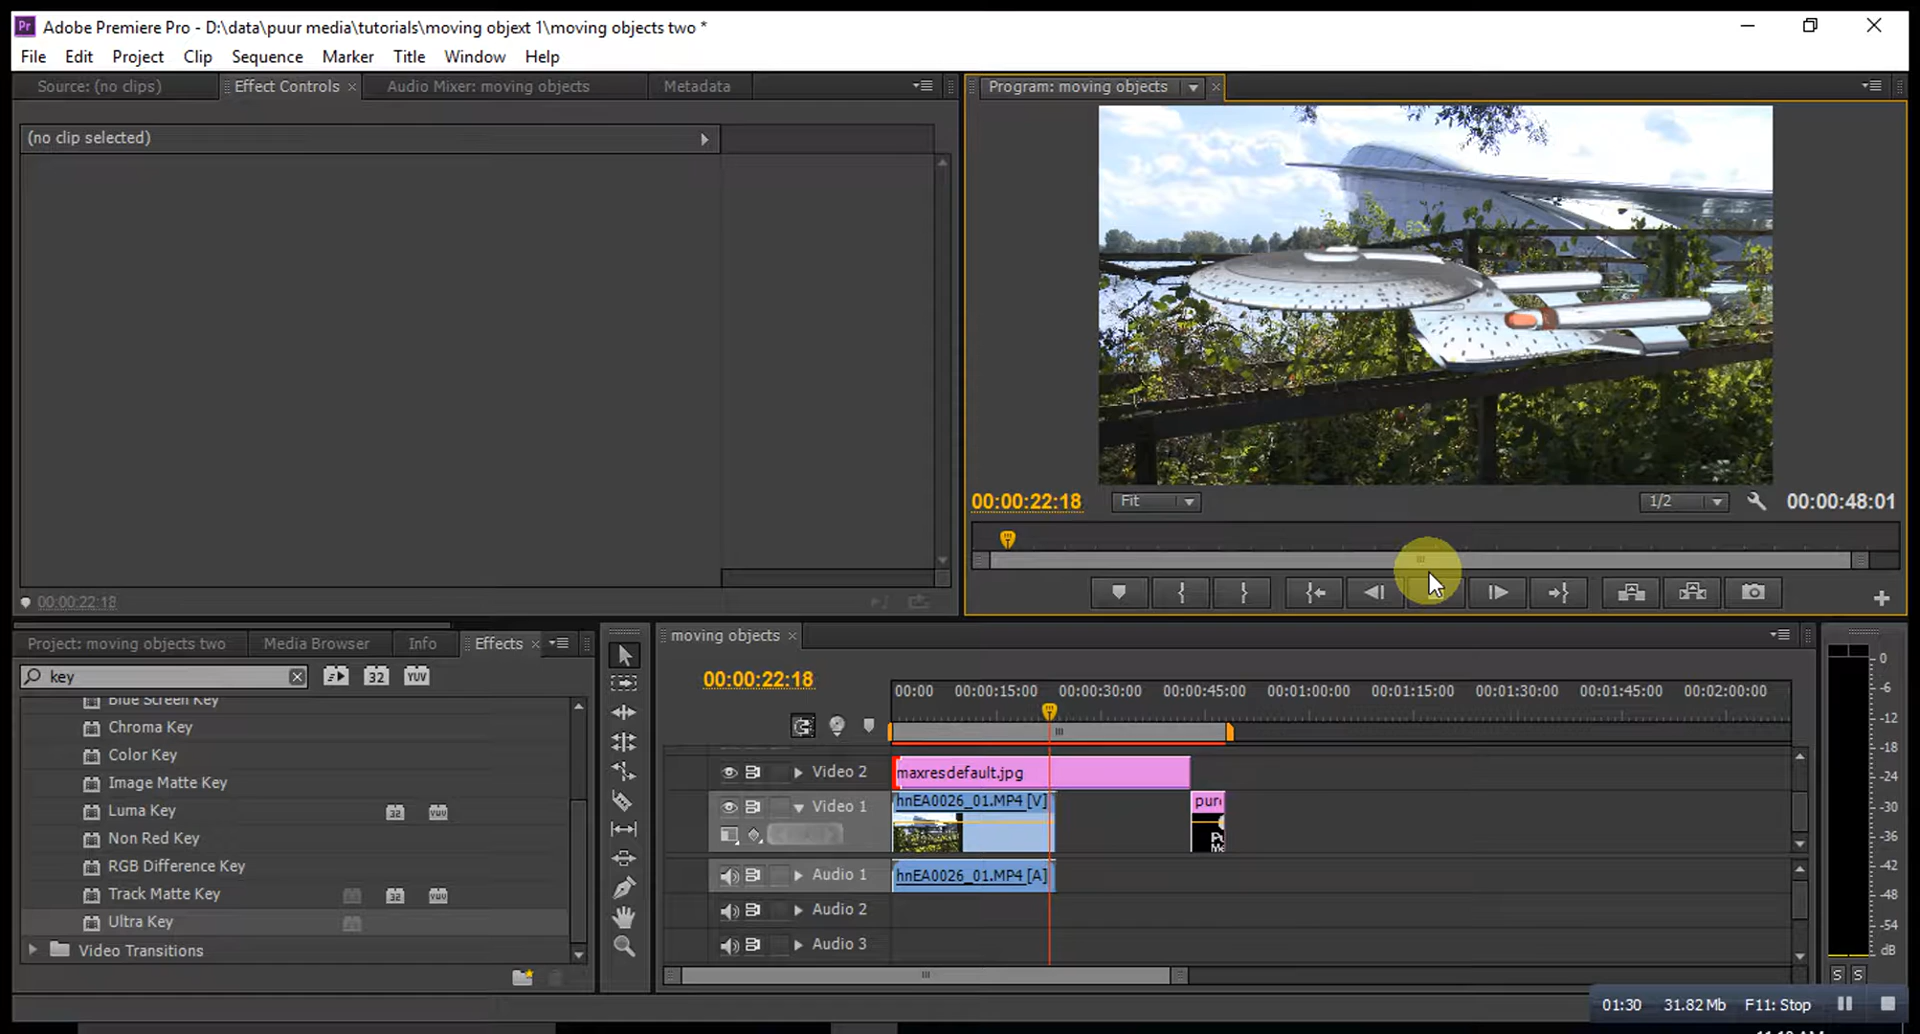 Pr Adobe Premiere Pro - D:\data\puur media\tutorials\moving objext 1\moving objects two *
File Edit Project Clip Sequence Marker Title Window Help
Source: (no clips) Effect Controls Audio Mixer: moving objects Metadata Program: moving objects
(no clip selected)
00:00:22:18 Fit 1/2 00:00:48:01
00:00:22:18
Project: moving objects two Media Browser Info Effects moving objects
key 32 YUV 00:00:22:18
00:00 00:00:15:00 00:00:30:00 00:00:45:00 00:01:00:00 00:01:15:00 00:01:30:00 00:01:45:00 00:02:00:00
Blue Screen Key
Chroma Key
Color Key
Image Matte Key
Luma Key 32 YUV
Non Red Key
RGB Difference Key
Track Matte Key 32 YUV
Ultra Key
Video Transitions
Video 2 maxresdefault.jpg
Video 1 hnEA0026_01.MP4 [V]
Audio 1 hnEA0026_01.MP4 [A]
Audio 2
Audio 3
0
-6
-12
-18
-24
-30
-36
-42
-48
-54
dB
S S
01:30 31.82 Mb F11: Stop